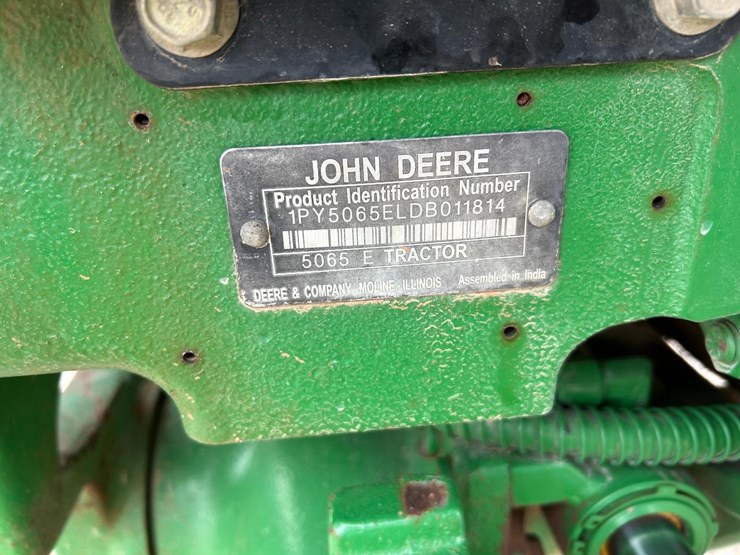 JOHN DEERE
Product Identification Number
1PY5065ELDB011814
5065 E TRACTOR
DEERE & COMPANY MOLINE ILLINOIS Assembled in India